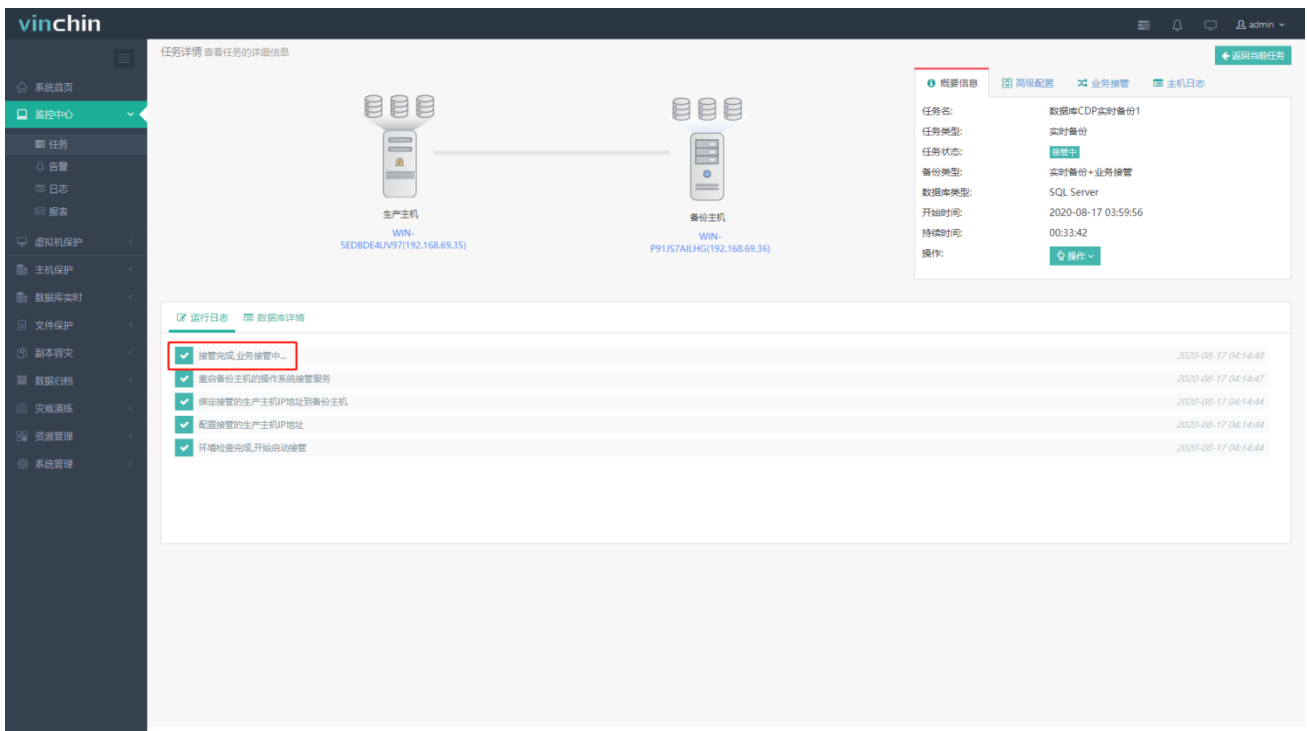 vinchin
admin
任务详情 查看任务的详细信息
返回当前任务
系统首页
监控中心
任务
告警
日志
报表
虚拟机保护
主机保护
数据库实时
文件保护
副本容灾
数据归档
灾难演练
资源管理
系统管理
生产主机
WIN-
SEDBDE4UV97(192.168.69.35)
备份主机
WIN-
P91JS7AILHG(192.168.69.36)
概要信息 高级配置 业务接管 主机日志
任务名: 数据库CDP实时备份1
任务类型: 实时备份
任务状态: 接管中
备份类型: 实时备份+业务接管
数据库类型: SQL Server
开始时间: 2020-08-17 03:59:56
持续时间: 00:33:42
操作: 操作
运行日志 数据库详情
接管完成,业务接管中... 2020-08-17 04:14:48
重启备份主机的操作系统接管服务 2020-08-17 04:14:47
绑定接管的生产主机IP地址到备份主机 2020-08-17 04:14:44
配置接管的生产主机IP地址 2020-08-17 04:14:44
环境检查完成,开始启动接管 2020-08-17 04:14:44